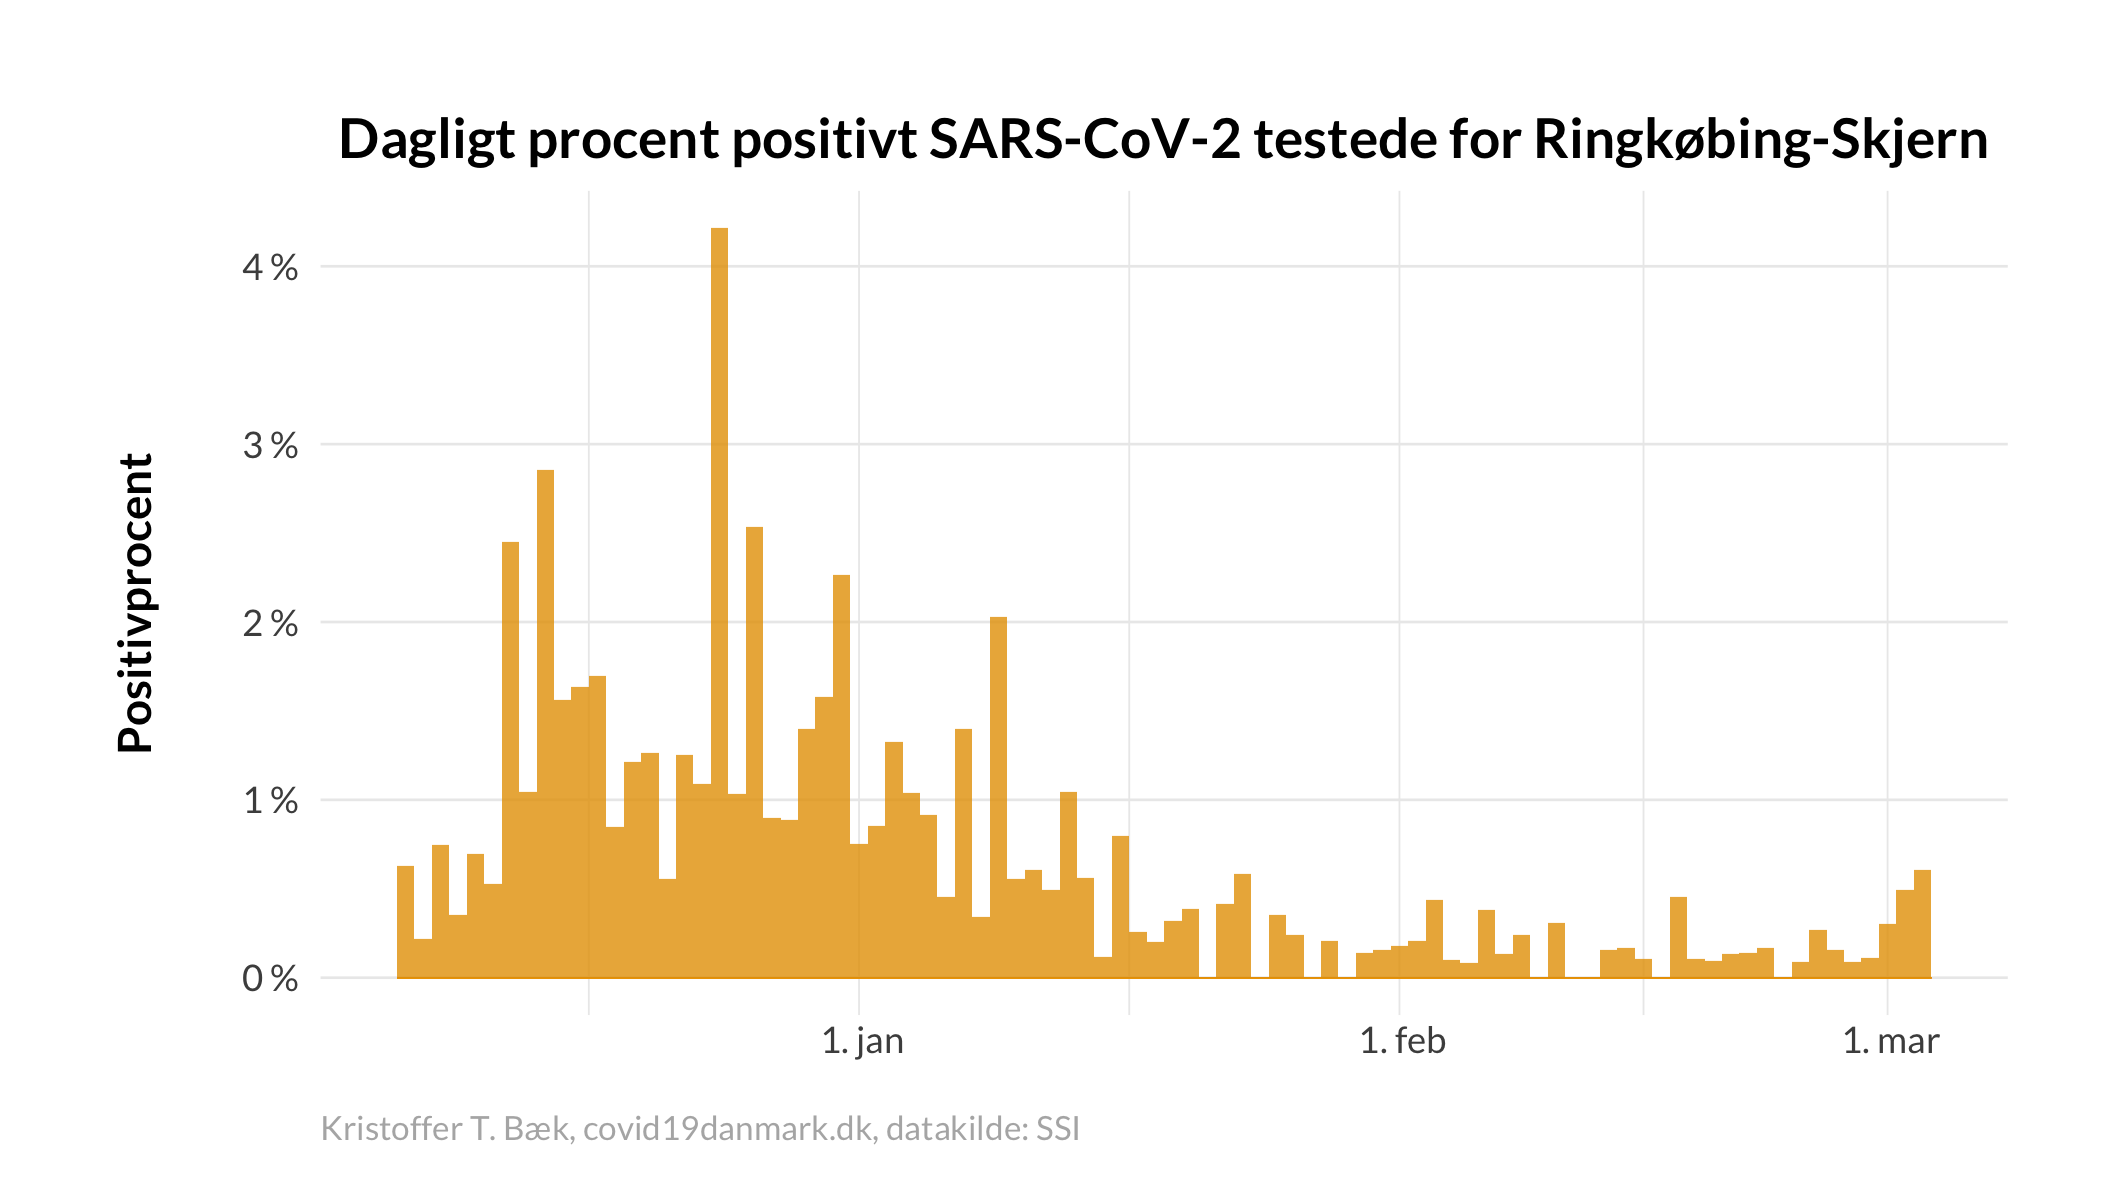 Dagligt procent positivt SARS-CoV-2 testede for Ringkøbing-Skjern
Positivprocent
4 %
3 %
2 %
1 %
0 %
1. jan
1. feb
1. mar
Kristoffer T. Bæk, covid19danmark.dk, datakilde: SSI